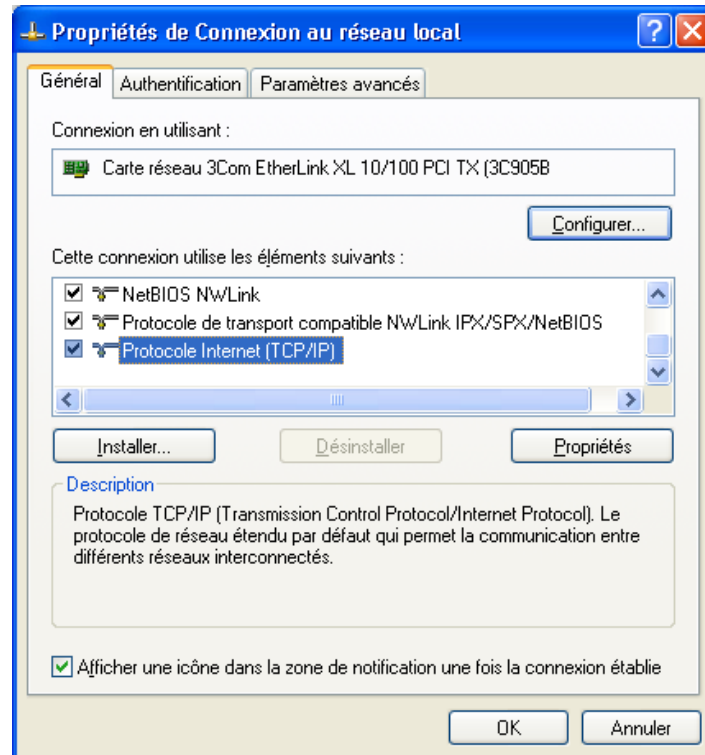 Propriétés de Connexion au réseau local
Général Authentification Paramètres avancés
Connexion en utilisant :
Carte réseau 3Com EtherLink XL 10/100 PCI TX (3C905B
Configurer...
Cette connexion utilise les éléments suivants :
NetBIOS NWLink
Protocole de transport compatible NWLink IPX/SPX/NetBIOS
Protocole Internet (TCP/IP)
Installer... Désinstaller Propriétés
Description
Protocole TCP/IP (Transmission Control Protocol/Internet Protocol). Le
protocole de réseau étendu par défaut qui permet la communication entre
différents réseaux interconnectés.
Afficher une icône dans la zone de notification une fois la connexion établie
OK Annuler